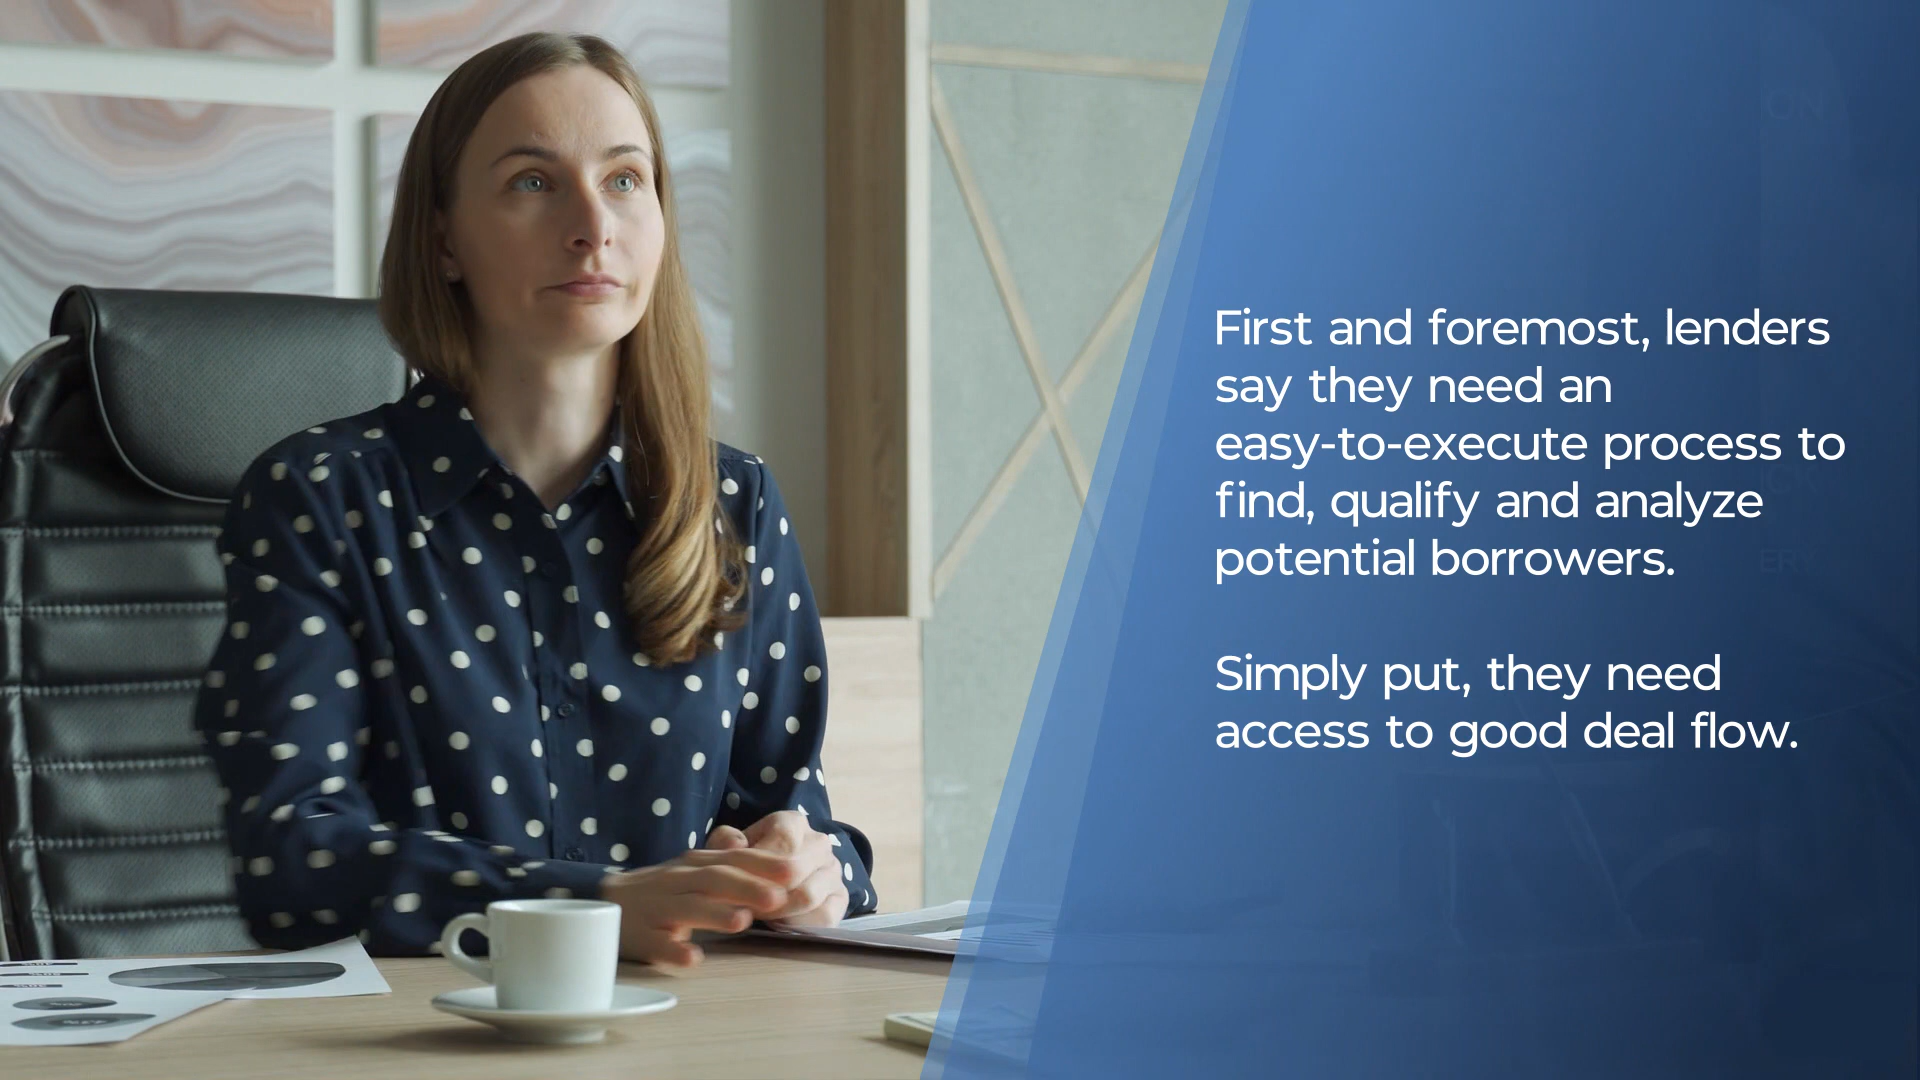 First and foremost, lenders
say they need an
easy-to-execute process to
find, qualify and analyze
potential borrowers.
Simply put, they need
access to good deal flow.